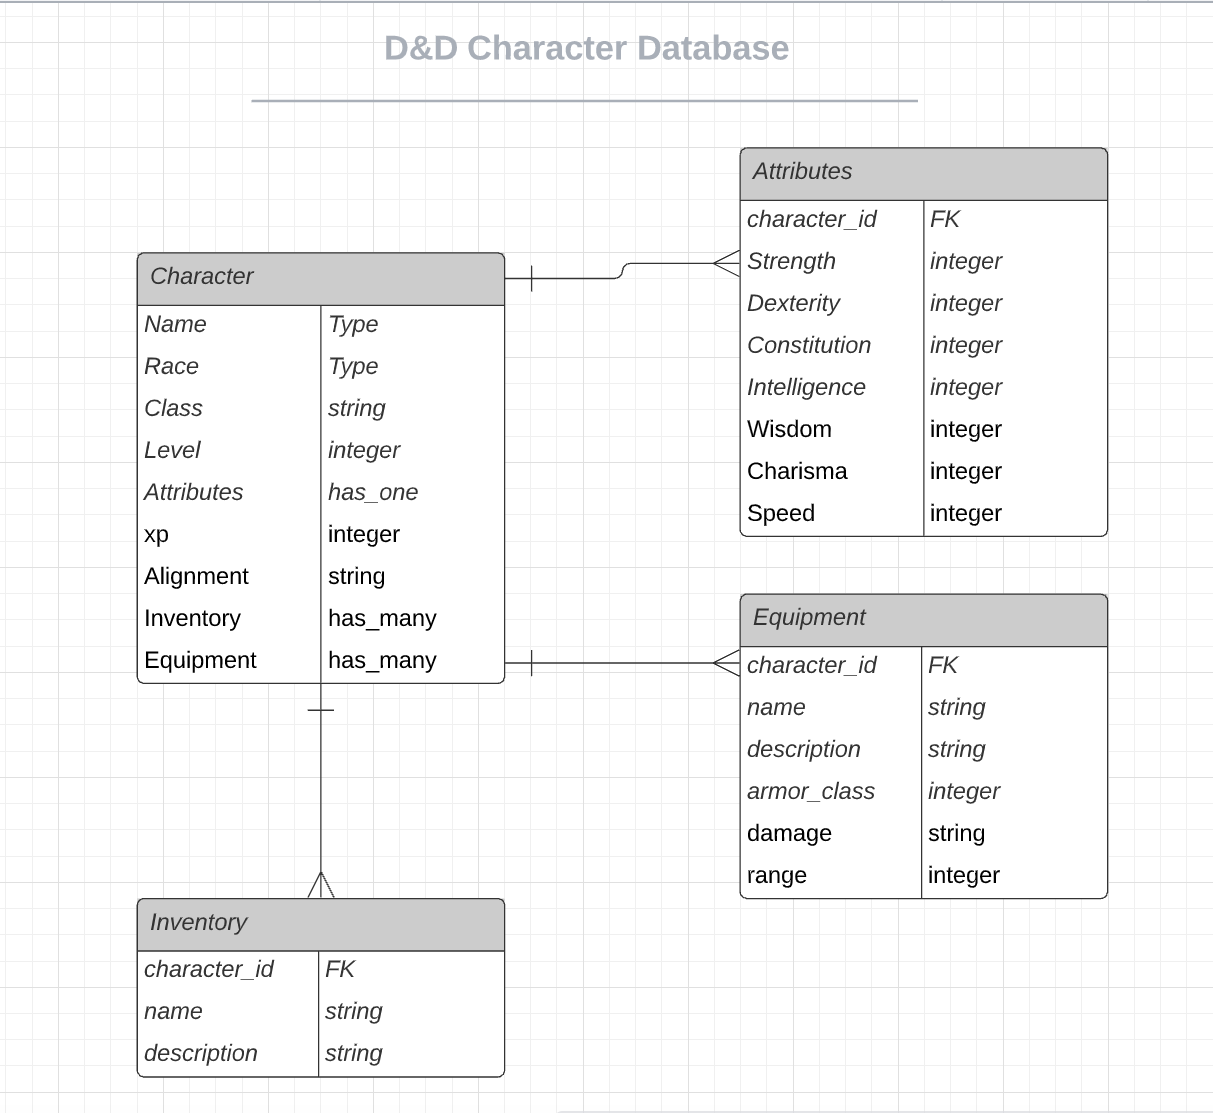 D&D Character Database
Attributes
character_id FK
Strength integer
Dexterity integer
Constitution integer
Intelligence integer
Wisdom integer
Charisma integer
Speed integer
Character
Name Type
Race Type
Class string
Level integer
Attributes has_one
xp integer
Alignment string
Inventory has_many
Equipment has_many
Equipment
character_id FK
name string
description string
armor_class integer
damage string
range integer
Inventory
character_id FK
name string
description string